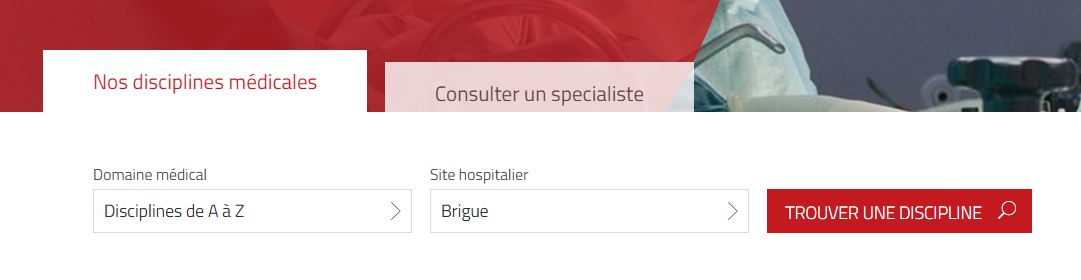 Nos disciplines médicales
Consulter un specialiste
Domaine médical
Site hospitalier
Disciplines de A à Z
Brigue
TROUVER UNE DISCIPLINE